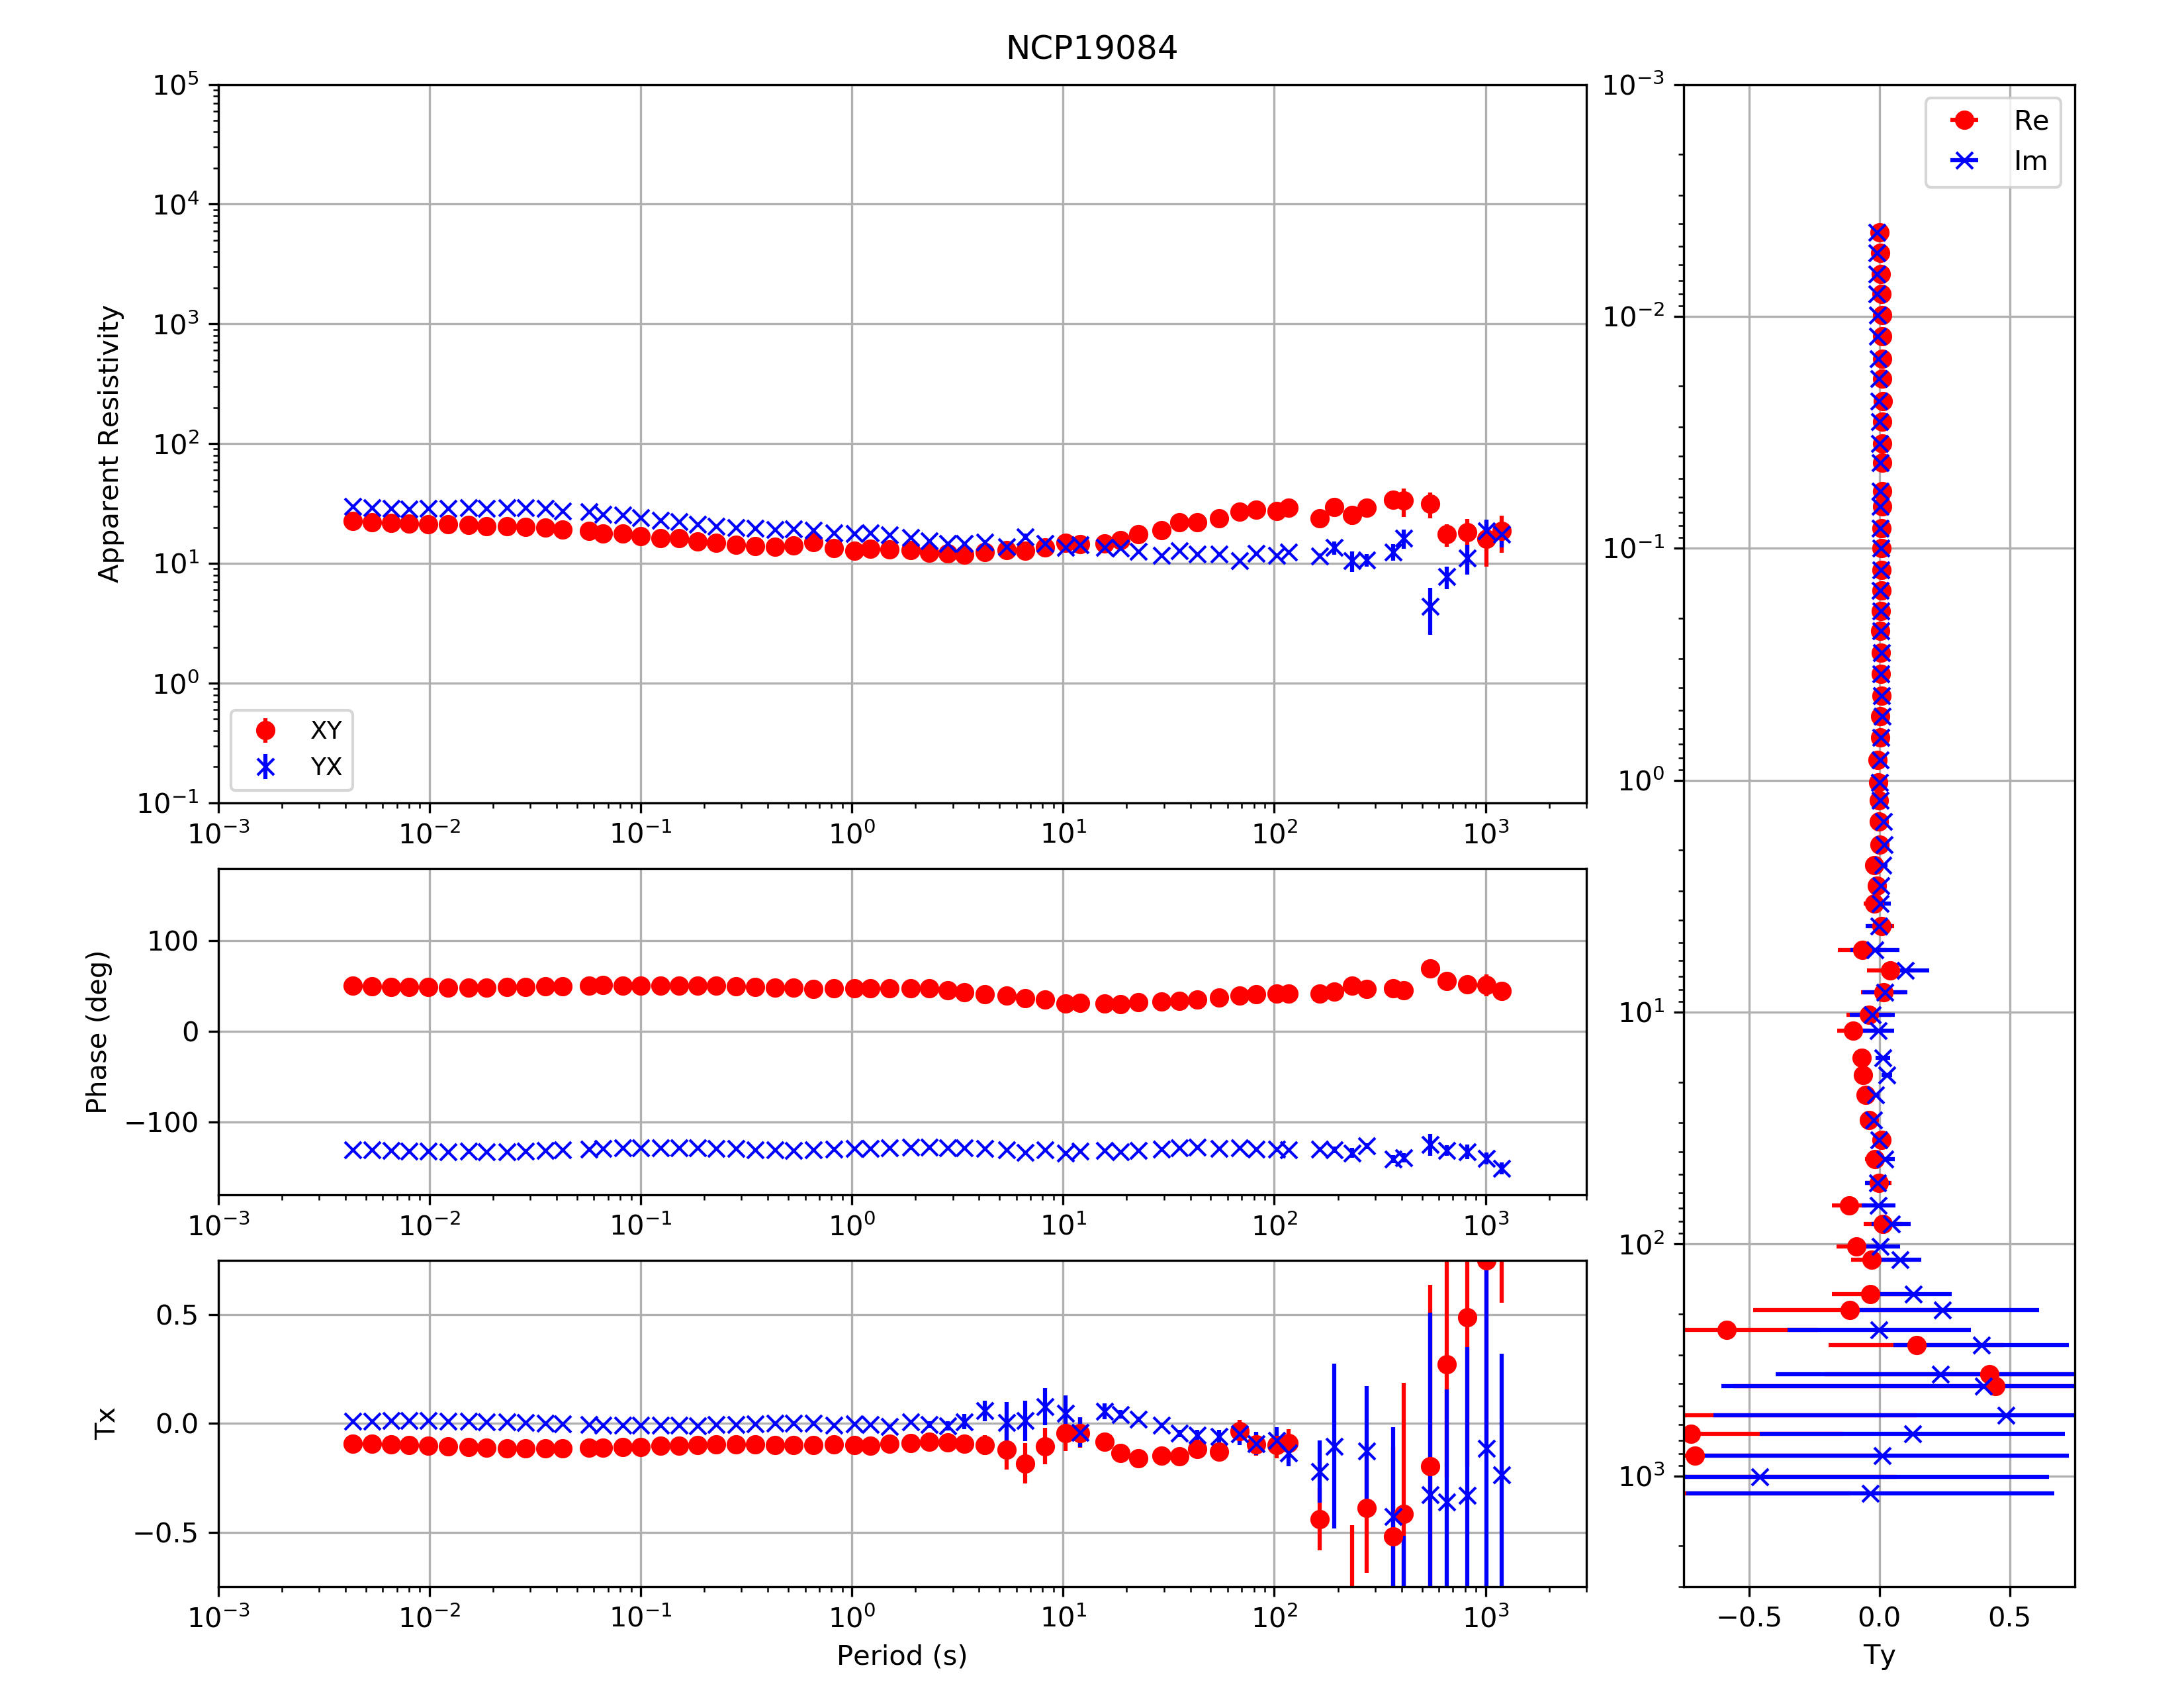 NCP19084
Apparent Resistivity
10^5
10^4
10^3
10^2
10^1
10^0
10^-1
XY
YX
10^-3 10^-2 10^-1 10^0 10^1 10^2 10^3
Phase (deg)
100
0
−100
10^-3 10^-2 10^-1 10^0 10^1 10^2 10^3
Tx
0.5
0.0
−0.5
10^-3 10^-2 10^-1 10^0 10^1 10^2 10^3
Period (s)
10^-3
10^-2
10^-1
10^0
10^1
10^2
10^3
Re
Im
−0.5 0.0 0.5
Ty